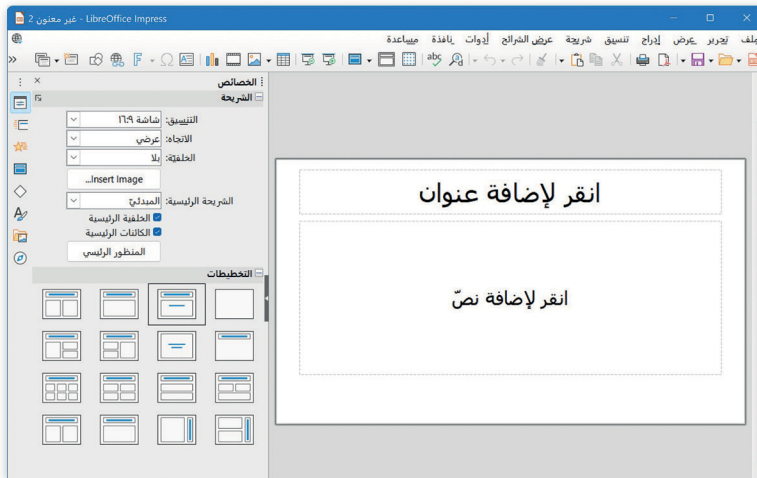 غير معنون 2 - LibreOffice Impress
ملف تحرير عرض إدراج تنسيق شريحة عرض الشرائح أدوات نافذة مساعدة
abc
الخصائص
الشريحة
التنسيق: شاشة ١٦:٩
الاتجاه: عرضي
الخلفية: بلا
Insert Image...
الشريحة الرئيسية: المبدئيّ
الخلفية الرئيسية
الكائنات الرئيسية
المنظور الرئيسي
التخطيطات
انقر لإضافة عنوان
انقر لإضافة نصّ